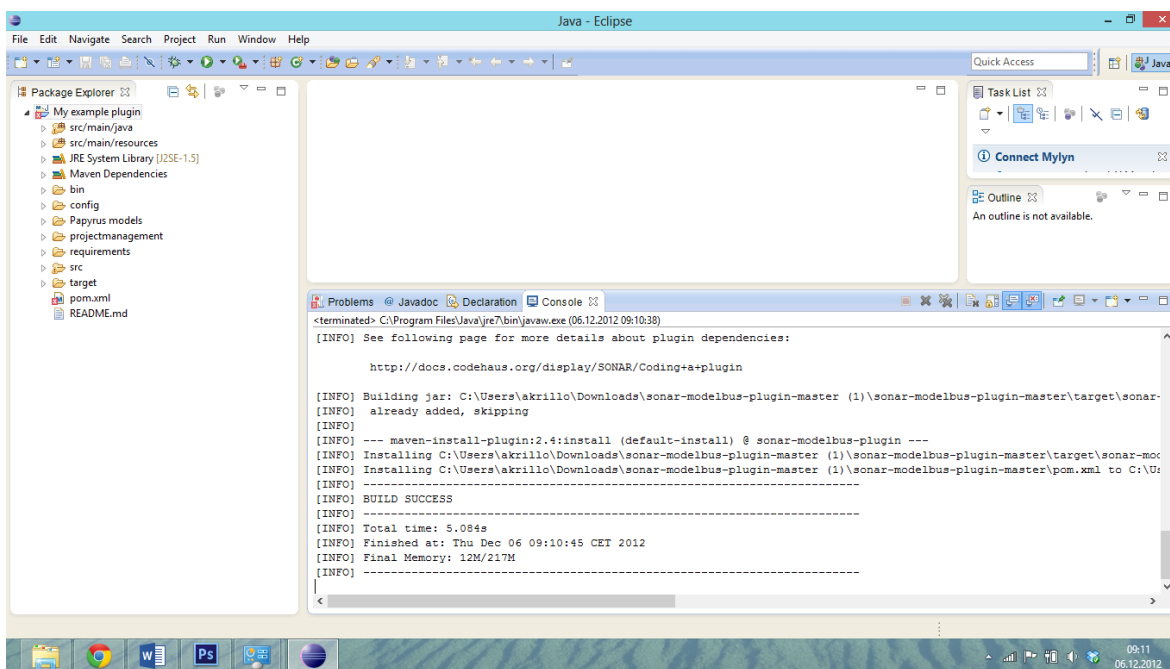 Java - Eclipse
File Edit Navigate Search Project Run Window Help
Quick Access
Java
Package Explorer
My example plugin
src/main/java
src/main/resources
JRE System Library [J2SE-1.5]
Maven Dependencies
bin
config
Papyrus models
projectmanagement
requirements
src
target
pom.xml
README.md
Task List
Connect Mylyn
Outline
An outline is not available.
Problems @ Javadoc Declaration Console
<terminated> C:\Program Files\Java\jre7\bin\javaw.exe (06.12.2012 09:10:38)
[INFO] See following page for more details about plugin dependencies:
http://docs.codehaus.org/display/SONAR/Coding+a+plugin
[INFO] Building jar: C:\Users\akrillo\Downloads\sonar-modelbus-plugin-master (1)\sonar-modelbus-plugin-master\target\sonar-
[INFO] already added, skipping
[INFO]
[INFO] --- maven-install-plugin:2.4:install (default-install) @ sonar-modelbus-plugin ---
[INFO] Installing C:\Users\akrillo\Downloads\sonar-modelbus-plugin-master (1)\sonar-modelbus-plugin-master\target\sonar-mod
[INFO] Installing C:\Users\akrillo\Downloads\sonar-modelbus-plugin-master (1)\sonar-modelbus-plugin-master\pom.xml to C:\Us
[INFO] ------------------------------------------------------------------------
[INFO] BUILD SUCCESS
[INFO] ------------------------------------------------------------------------
[INFO] Total time: 5.084s
[INFO] Finished at: Thu Dec 06 09:10:45 CET 2012
[INFO] Final Memory: 12M/217M
[INFO] ------------------------------------------------------------------------
W
Ps
09:11
06.12.2012